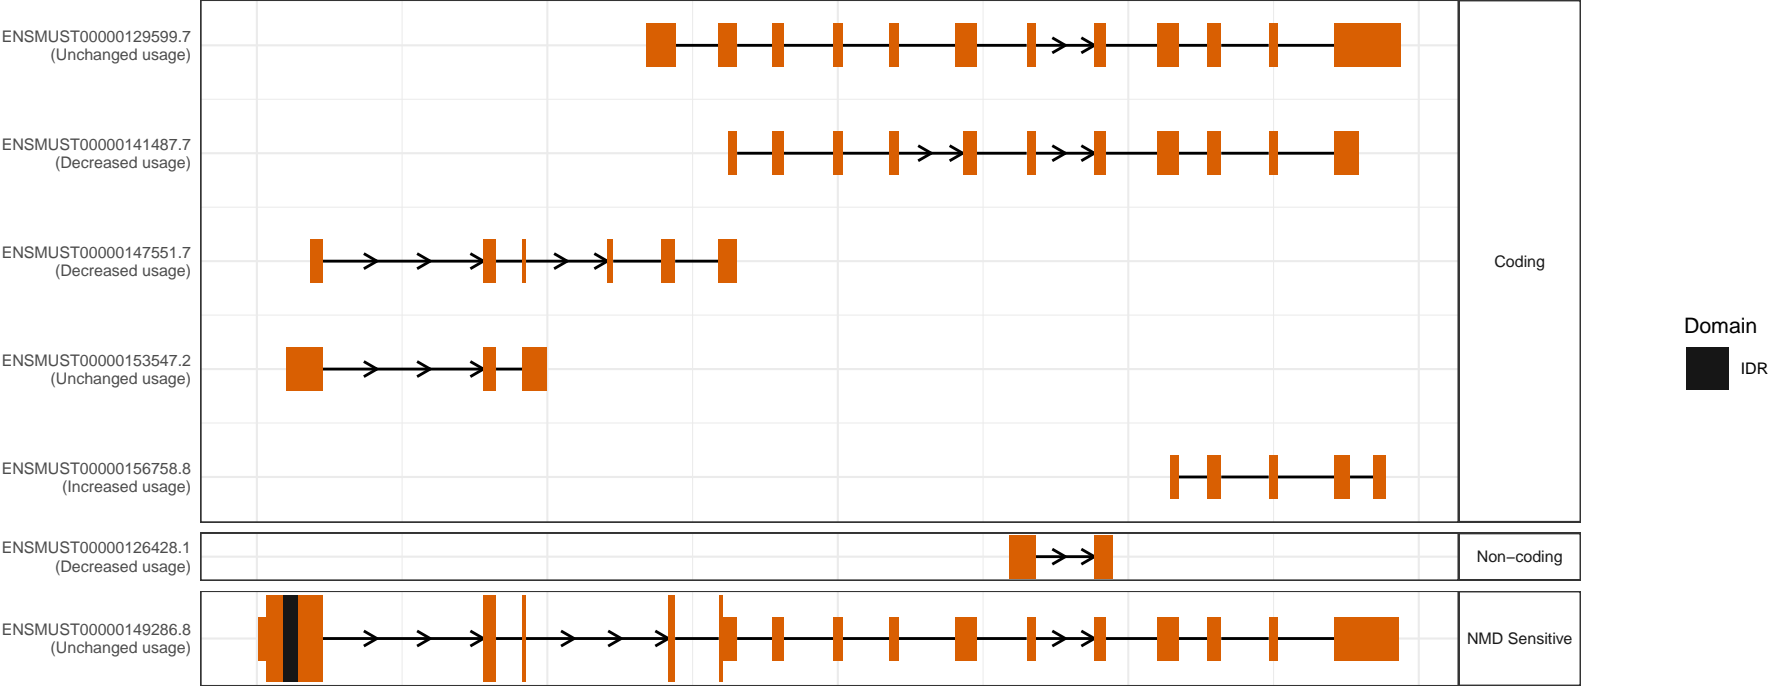 ENSMUST00000129599.7
(Unchanged usage)
ENSMUST00000141487.7
(Decreased usage)
ENSMUST00000147551.7
(Decreased usage)
ENSMUST00000153547.2
(Unchanged usage)
ENSMUST00000156758.8
(Increased usage)
Coding
ENSMUST00000126428.1
(Decreased usage)
Non−coding
ENSMUST00000149286.8
(Unchanged usage)
NMD Sensitive
Domain
IDR